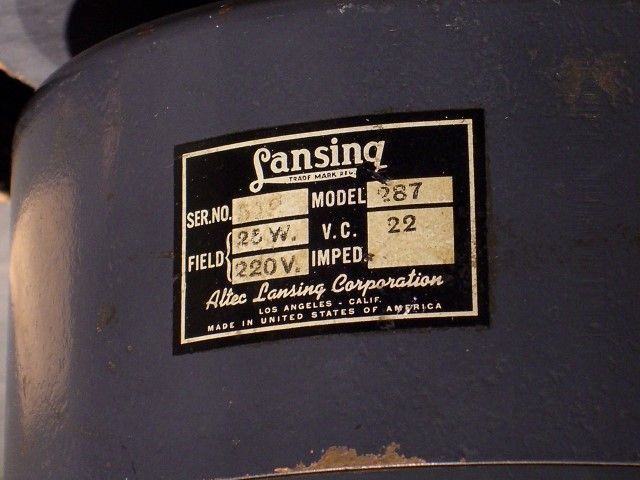 Lansing
TRADE MARK REG.
SER.NO. MODEL 287
FIELD 25 W. V.C. 22
220 V. IMPED.
Altec Lansing Corporation
LOS ANGELES - CALIF.
MADE IN UNITED STATES OF AMERICA